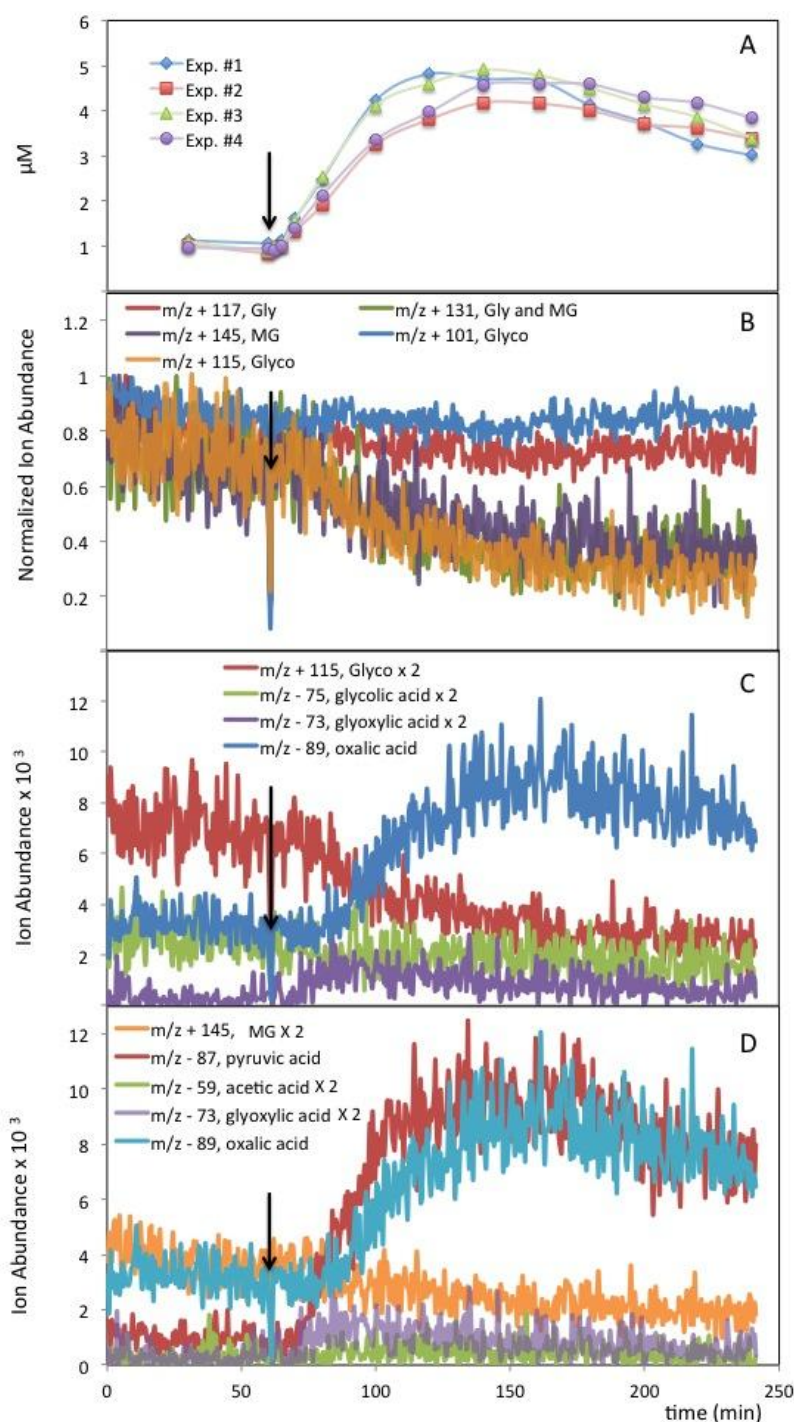 6
A
5
Exp. #1
Exp. #2
4
Exp. #3
Exp. #4
μM
3
2
1
m/z + 117, Gly
m/z + 131, Gly and MG
B
1.2
m/z + 145, MG
m/z + 101, Glyco
m/z + 115, Glyco
1
0.8
0.6
0.4
0.2
Normalized Ion Abundance
m/z + 115, Glyco x 2
C
m/z - 75, glycolic acid x 2
12
m/z - 73, glyoxylic acid x 2
m/z - 89, oxalic acid
10
8
6
4
2
Ion Abundance x 10 3
m/z + 145, MG X 2
D
12
m/z - 87, pyruvic acid
m/z - 59, acetic acid X 2
10
m/z - 73, glyoxylic acid X 2
m/z - 89, oxalic acid
8
6
4
2
0
Ion Abundance x 10 3
0 50 100 150 200 250
time (min)